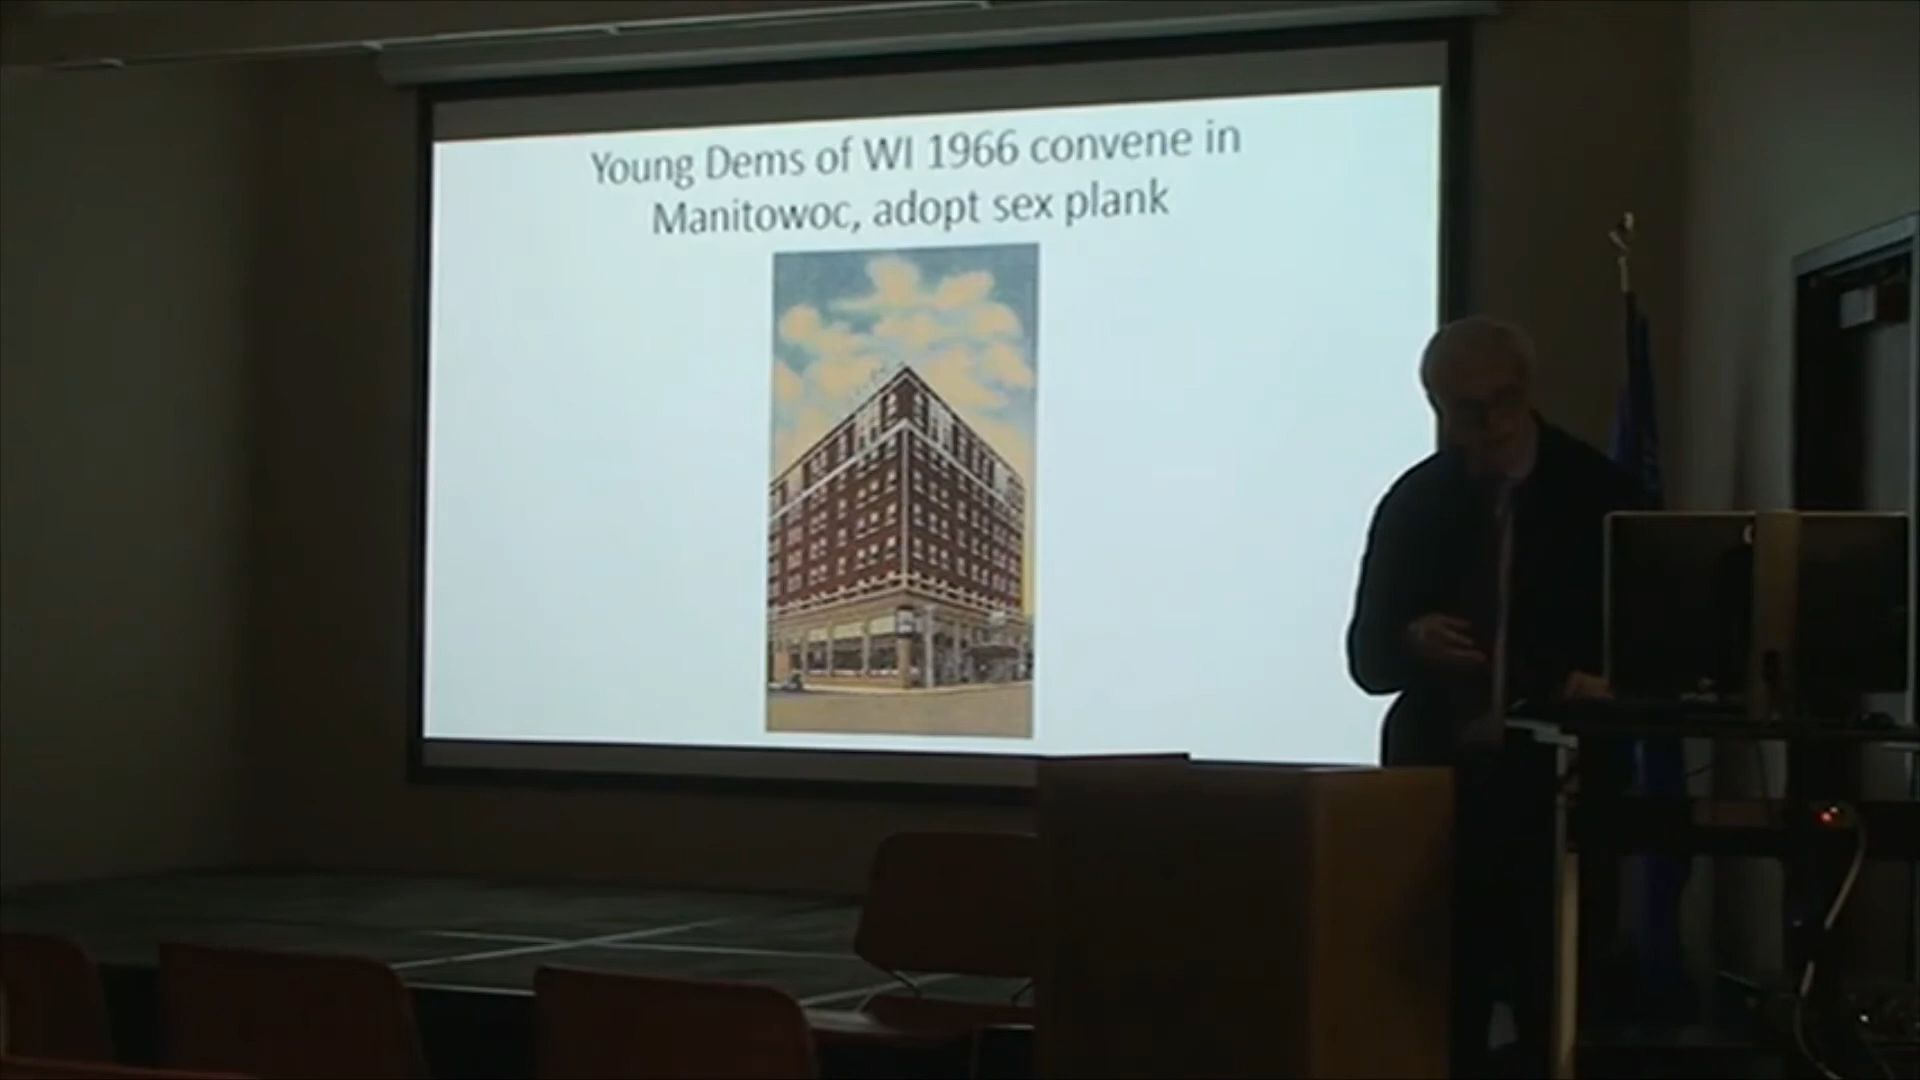 Young Dems of WI 1966 convene in
Manitowoc, adopt sex plank